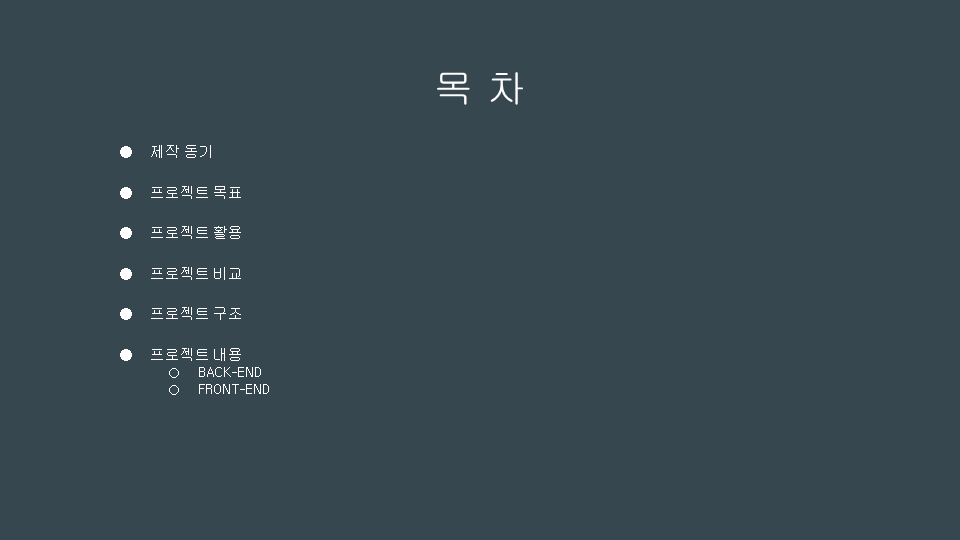 목 차
제작 동기
프로젝트 목표
프로젝트 활용
프로젝트 비교
프로젝트 구조
프로젝트 내용
BACK-END
FRONT-END